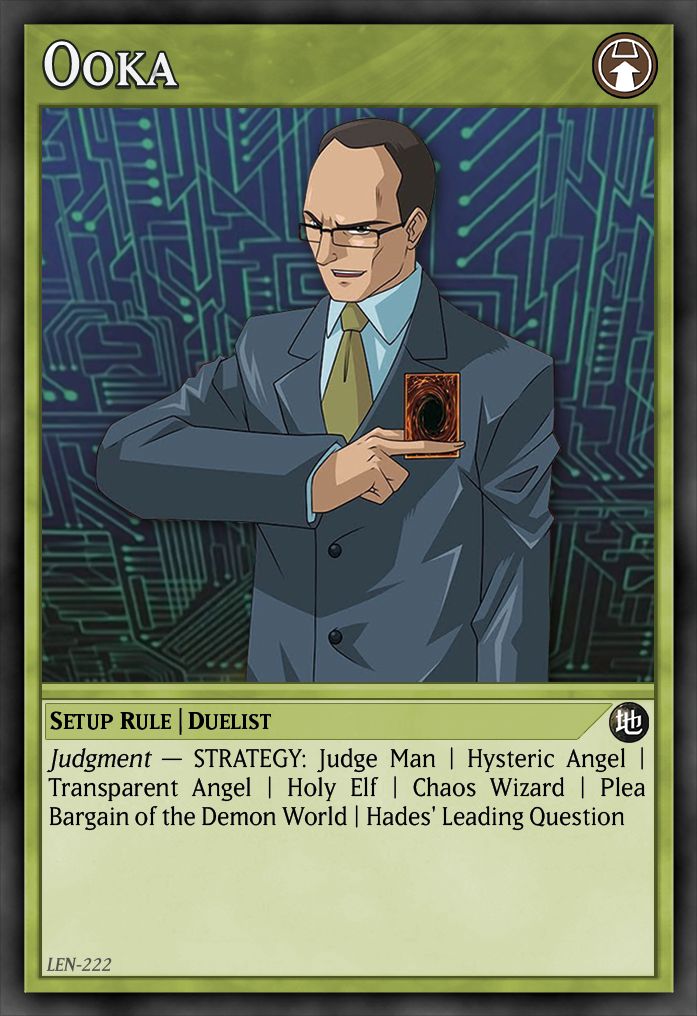 OOKA
SETUP RULE | DUELIST
Judgment — STRATEGY: Judge Man | Hysteric Angel |
Transparent Angel | Holy Elf | Chaos Wizard | Plea
Bargain of the Demon World | Hades' Leading Question
LEN-222